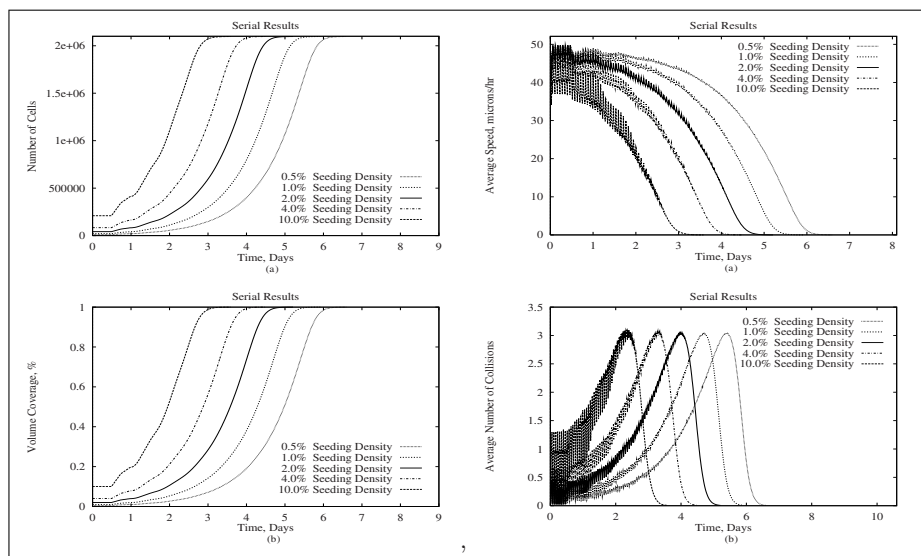 Serial Results
2e+06
1.5e+06
1e+06
500000
0
Number of Cells
0.5% Seeding Density
1.0% Seeding Density
2.0% Seeding Density
4.0% Seeding Density
10.0% Seeding Density
0 1 2 3 4 5 6 7 8 9
Time, Days
(a)
Serial Results
50
40
30
20
10
0
Average Speed, microns/hr
0.5% Seeding Density
1.0% Seeding Density
2.0% Seeding Density
4.0% Seeding Density
10.0% Seeding Density
0 1 2 3 4 5 6 7 8
Time, Days
(a)
Serial Results
1
0.8
0.6
0.4
0.2
0
Volume Coverage, %
0.5% Seeding Density
1.0% Seeding Density
2.0% Seeding Density
4.0% Seeding Density
10.0% Seeding Density
0 1 2 3 4 5 6 7 8 9
Time, Days
(b)
,
Serial Results
3.5
3
2.5
2
1.5
1
0.5
0
Average Number of Collisions
0.5% Seeding Density
1.0% Seeding Density
2.0% Seeding Density
4.0% Seeding Density
10.0% Seeding Density
0 2 4 6 8 10
Time, Days
(b)